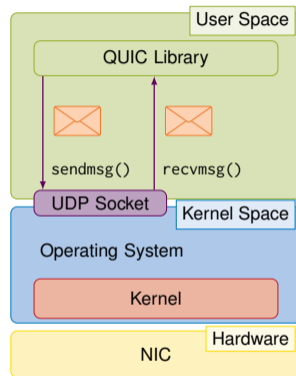 User Space
QUIC Library
sendmsg()
recvmsg()
UDP Socket
Kernel Space
Operating System
Kernel
Hardware
NIC